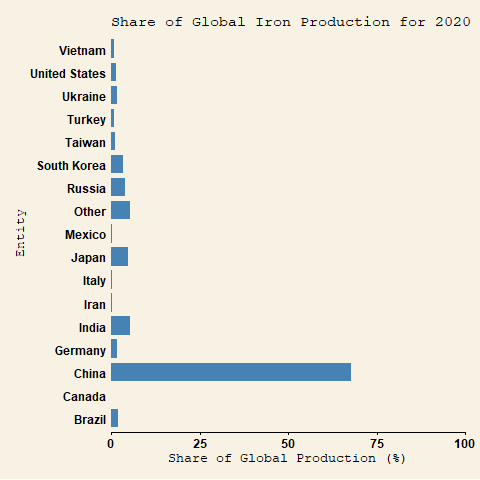 Share of Global Iron Production for 2020
Vietnam
United States
Ukraine
Turkey
Taiwan
South Korea
Russia
Other
Mexico
Japan
Italy
Iran
India
Germany
China
Canada
Brazil
Entity
0 25 50 75 100
Share of Global Production (%)